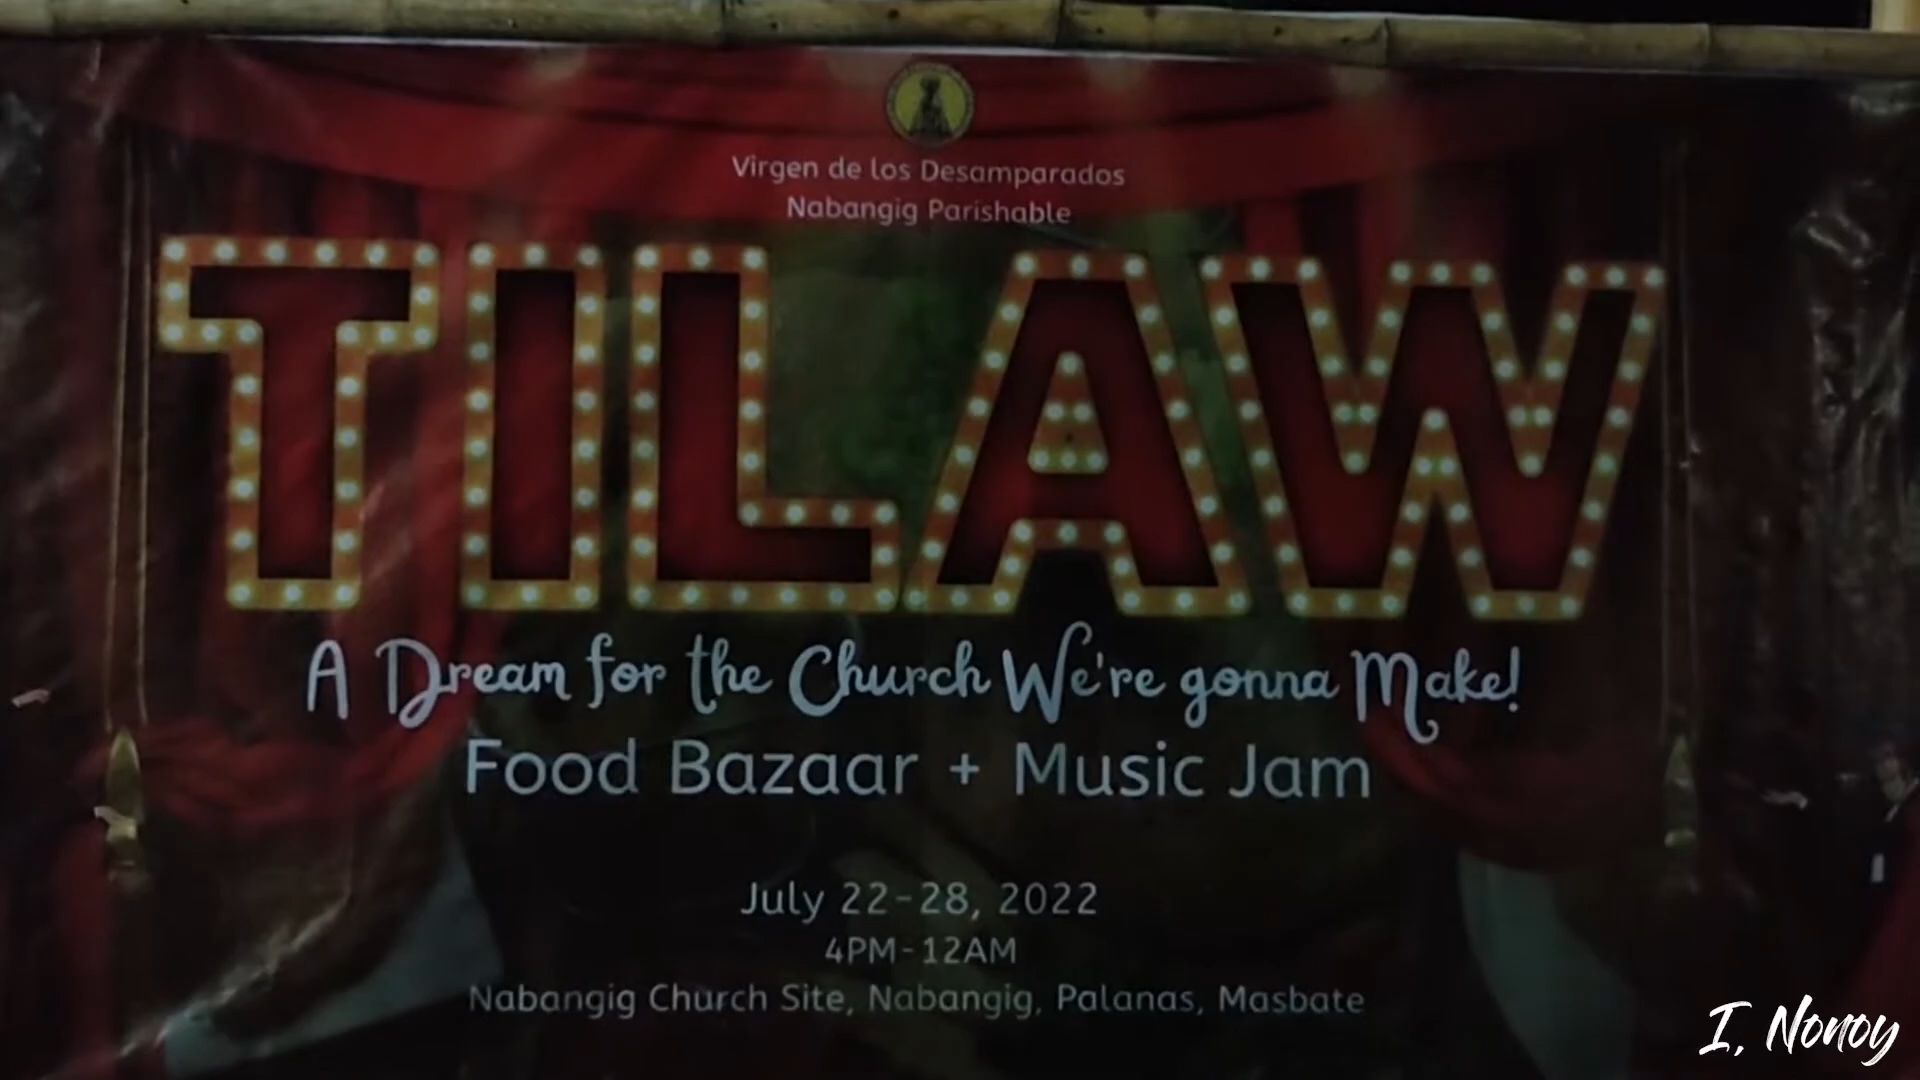 Virgen de los Desamparados
Nabangig Parishable
TILAW
A Dream for the Church We're gonna Make!
Food Bazaar + Music Jam
July 22-28, 2022
4PM-12AM
Nabangig Church Site, Nabangig, Palanas, Masbate
I, Nonoy